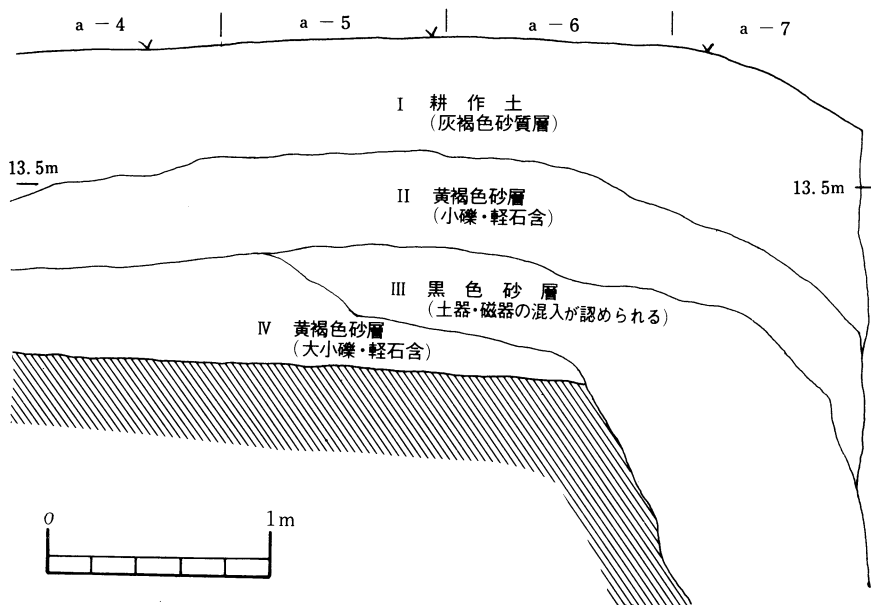 a－4 a－5 a－6 a－7
I 耕作土
(灰褐色砂質層)
13.5m 13.5m
II 黄褐色砂層
(小礫・軽石含)
III 黒色砂層
(土器・磁器の混入が認められる)
IV 黄褐色砂層
(大小礫・軽石含)
0 1m